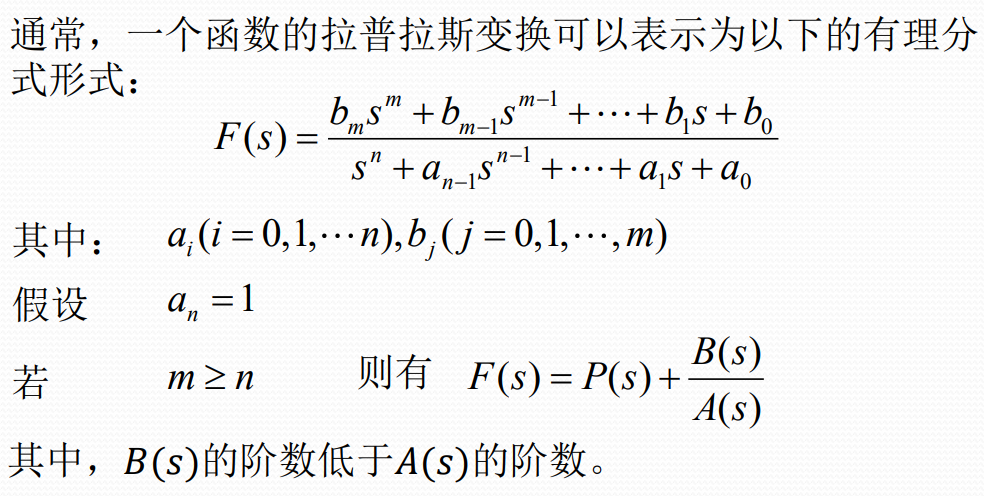 通常，一个函数的拉普拉斯变换可以表示为以下的有理分
式形式：
F(s) = \frac{b_m s^m + b_{m-1} s^{m-1} + \cdots + b_1 s + b_0}{s^n + a_{n-1} s^{n-1} + \cdots + a_1 s + a_0}
其中： a_i (i = 0,1,\cdots n), b_j (j = 0,1,\cdots,m)
假设 a_n = 1
若 m ≥ n 则有 F(s) = P(s) + \frac{B(s)}{A(s)}
其中，B(s)的阶数低于A(s)的阶数。